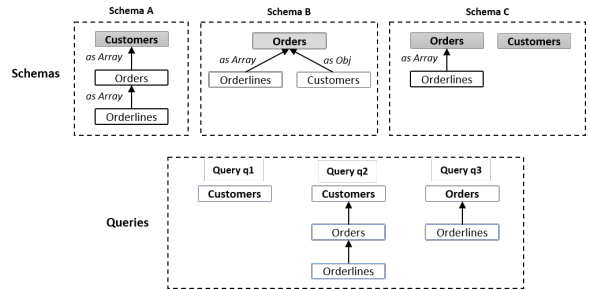 Schema A
Schema B
Schema C
Schemas
Customers
as Array
Orders
as Array
Orderlines
Orders
as Array
as Obj
Orderlines
Customers
Orders
Customers
as Array
Orderlines
Queries
Query q1
Query q2
Query q3
Customers
Customers
Orders
Orders
Orderlines
Orderlines